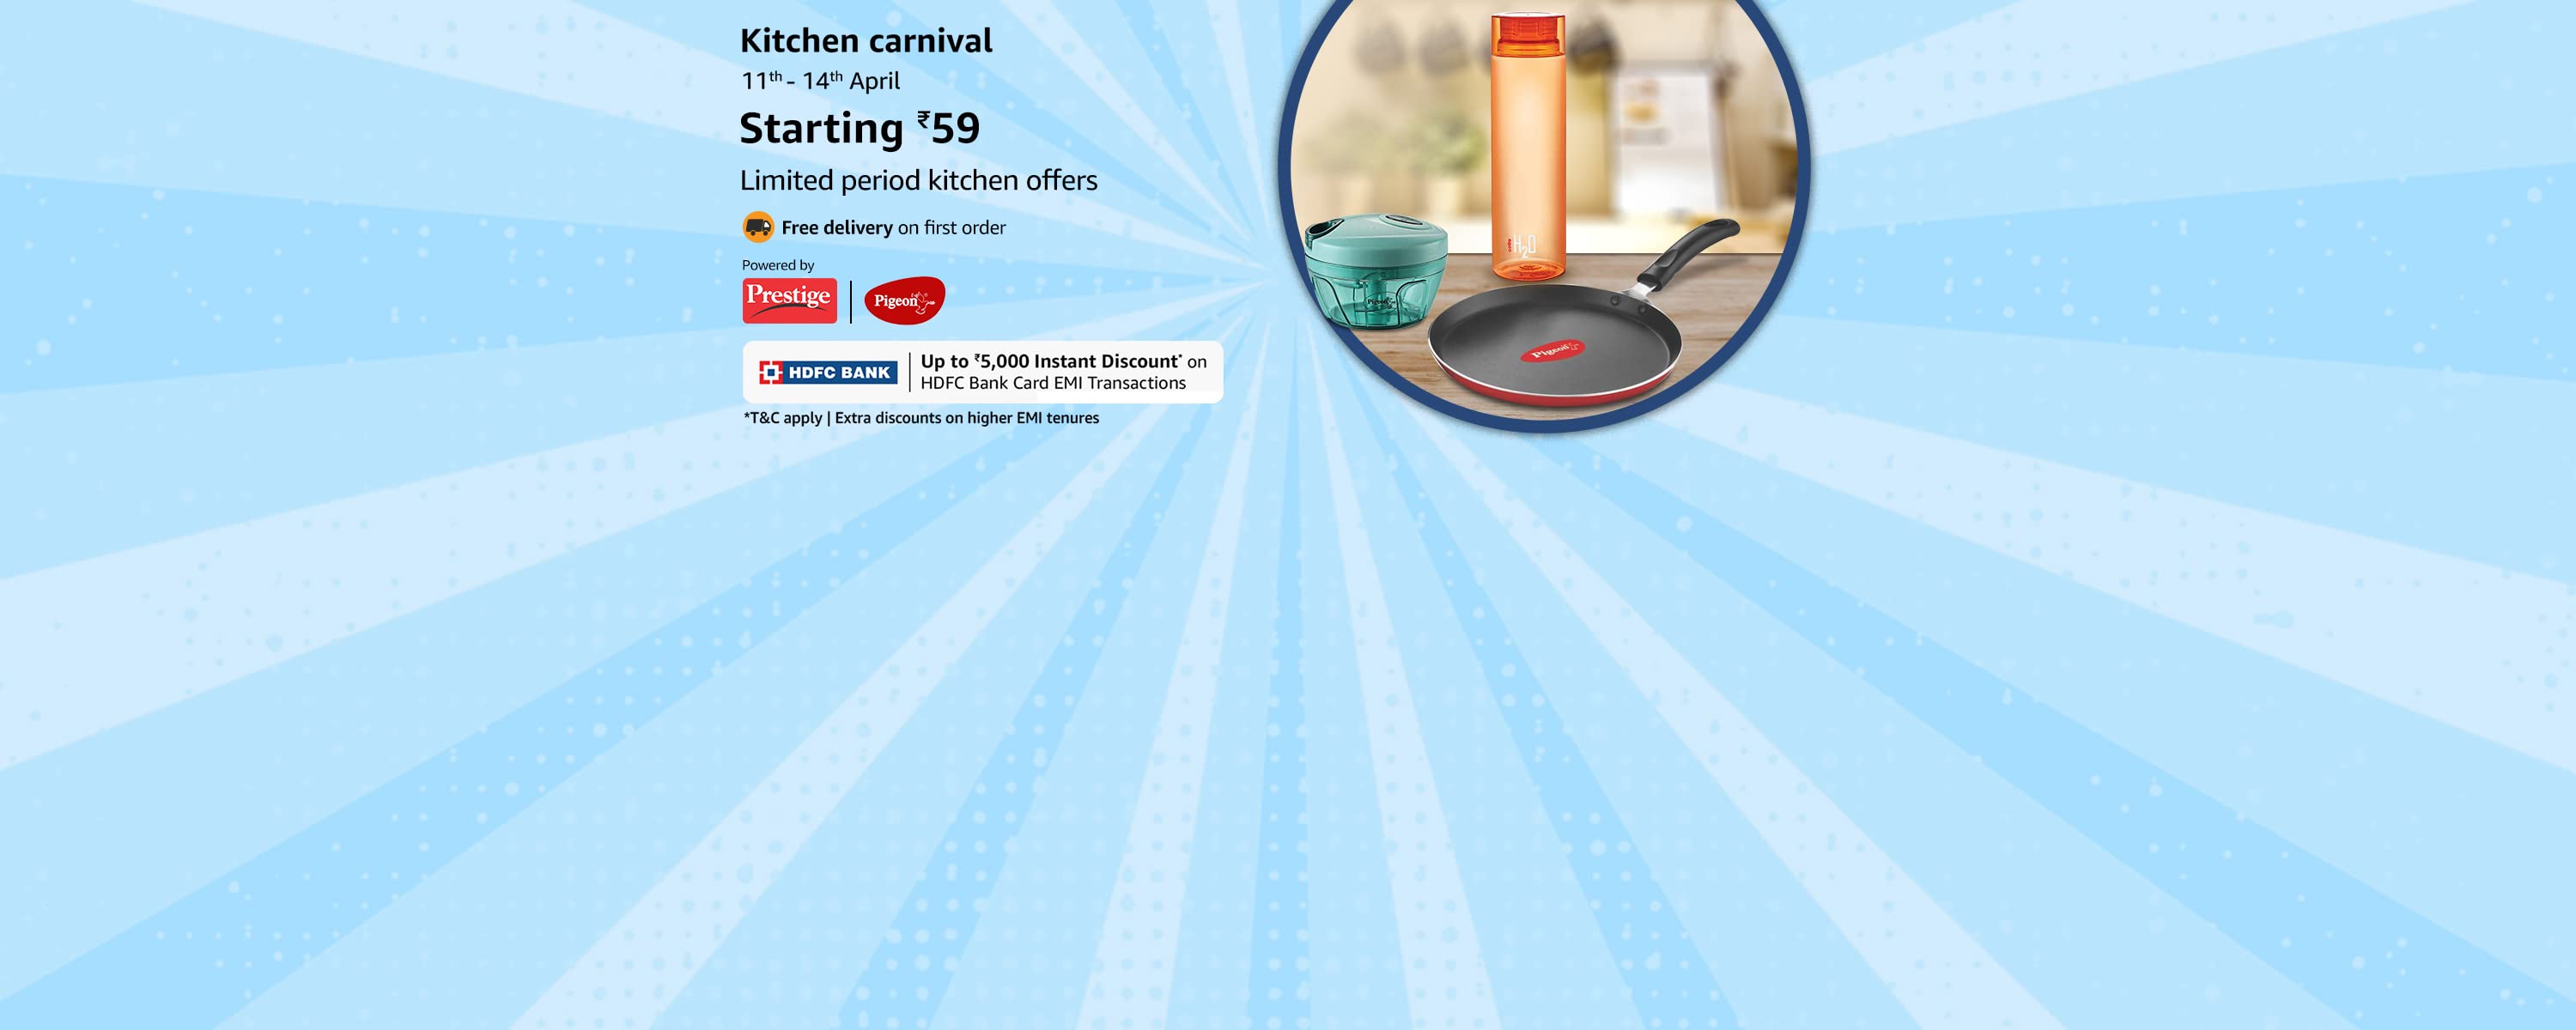 Kitchen carnival
11th - 14th April
Starting ₹59
Limited period kitchen offers
Free delivery on first order
Powered by
Prestige
Pigeon
HDFC BANK
Up to ₹5,000 Instant Discount* on
HDFC Bank Card EMI Transactions
*T&C apply | Extra discounts on higher EMI tenures
H2O
Pigeon
Pigeon